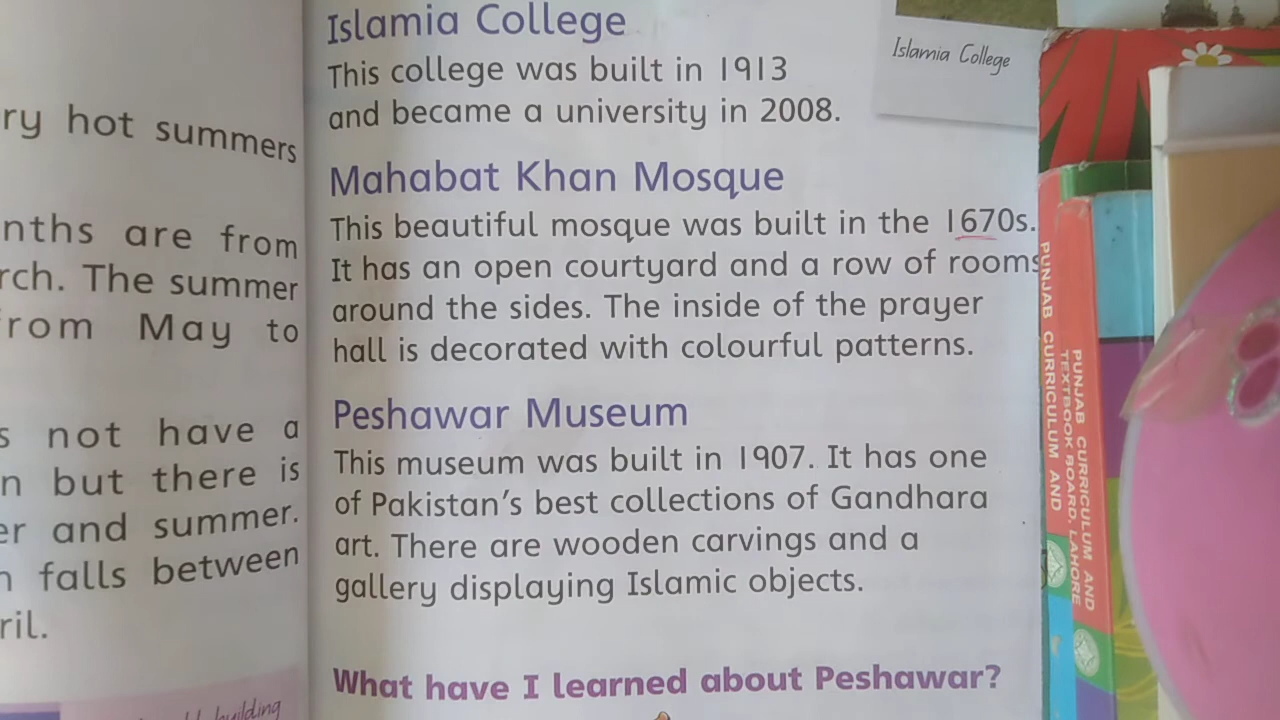 ry hot summers
nths are from
rch. The summer
from May to
s not have a
n but there is
er and summer.
n falls between
ril.
building
Islamia College
This college was built in 1913
and became a university in 2008.
Mahabat Khan Mosque
This beautiful mosque was built in the 1670s.
It has an open courtyard and a row of rooms
around the sides. The inside of the prayer
hall is decorated with colourful patterns.
Peshawar Museum
This museum was built in 1907. It has one
of Pakistan's best collections of Gandhara
art. There are wooden carvings and a
gallery displaying Islamic objects.
What have I learned about Peshawar?
Islamia College
PUNJAB CURRICULUM AND
PUNJAB CURRICULUM AND
TEXTBOOK BOARD, LAHORE